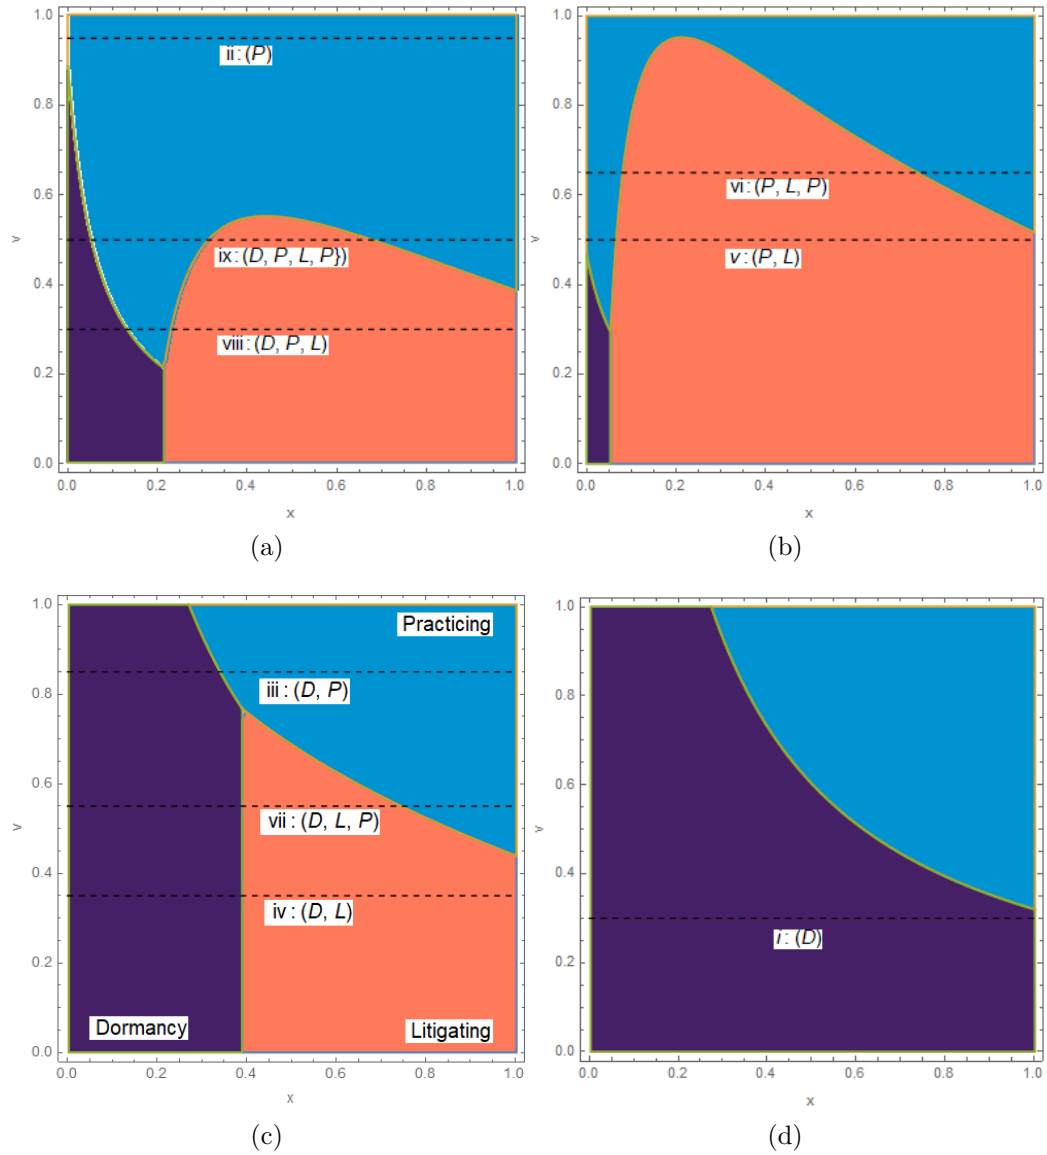 1.0
0.8
0.6
v
0.4
0.2
0.0
0.0 0.2 0.4 0.6 0.8 1.0
x
ii : (P)
ix : (D, P, L, P})
viii : (D, P, L)
(a)
1.0
0.8
0.6
v
0.4
0.2
0.0
0.0 0.2 0.4 0.6 0.8 1.0
x
vi : (P, L, P)
v : (P, L)
(b)
1.0
0.8
0.6
v
0.4
0.2
0.0
0.0 0.2 0.4 0.6 0.8 1.0
x
Practicing
iii : (D, P)
vii : (D, L, P)
iv : (D, L)
Dormancy
Litigating
(c)
1.0
0.8
0.6
v
0.4
0.2
0.0
0.0 0.2 0.4 0.6 0.8 1.0
x
i : (D)
(d)